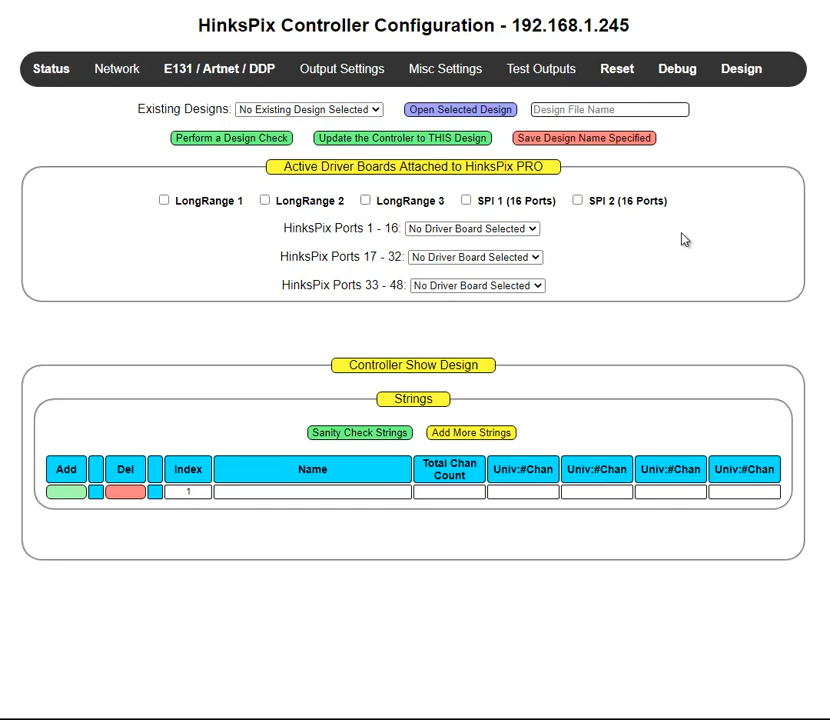 HinksPix Controller Configuration - 192.168.1.245
Status Network E131 / Artnet / DDP Output Settings Misc Settings Test Outputs Reset Debug Design
Existing Designs: No Existing Design Selected Open Selected Design Design File Name
Perform a Design Check Update the Controler to THIS Design Save Design Name Specified
Active Driver Boards Attached to HinksPix PRO
LongRange 1 LongRange 2 LongRange 3 SPI 1 (16 Ports) SPI 2 (16 Ports)
HinksPix Ports 1 - 16: No Driver Board Selected
HinksPix Ports 17 - 32: No Driver Board Selected
HinksPix Ports 33 - 48: No Driver Board Selected
Controller Show Design
Strings
Sanity Check Strings Add More Strings
Add Del Index Name Total Chan Count Univ:#Chan Univ:#Chan Univ:#Chan Univ:#Chan
1